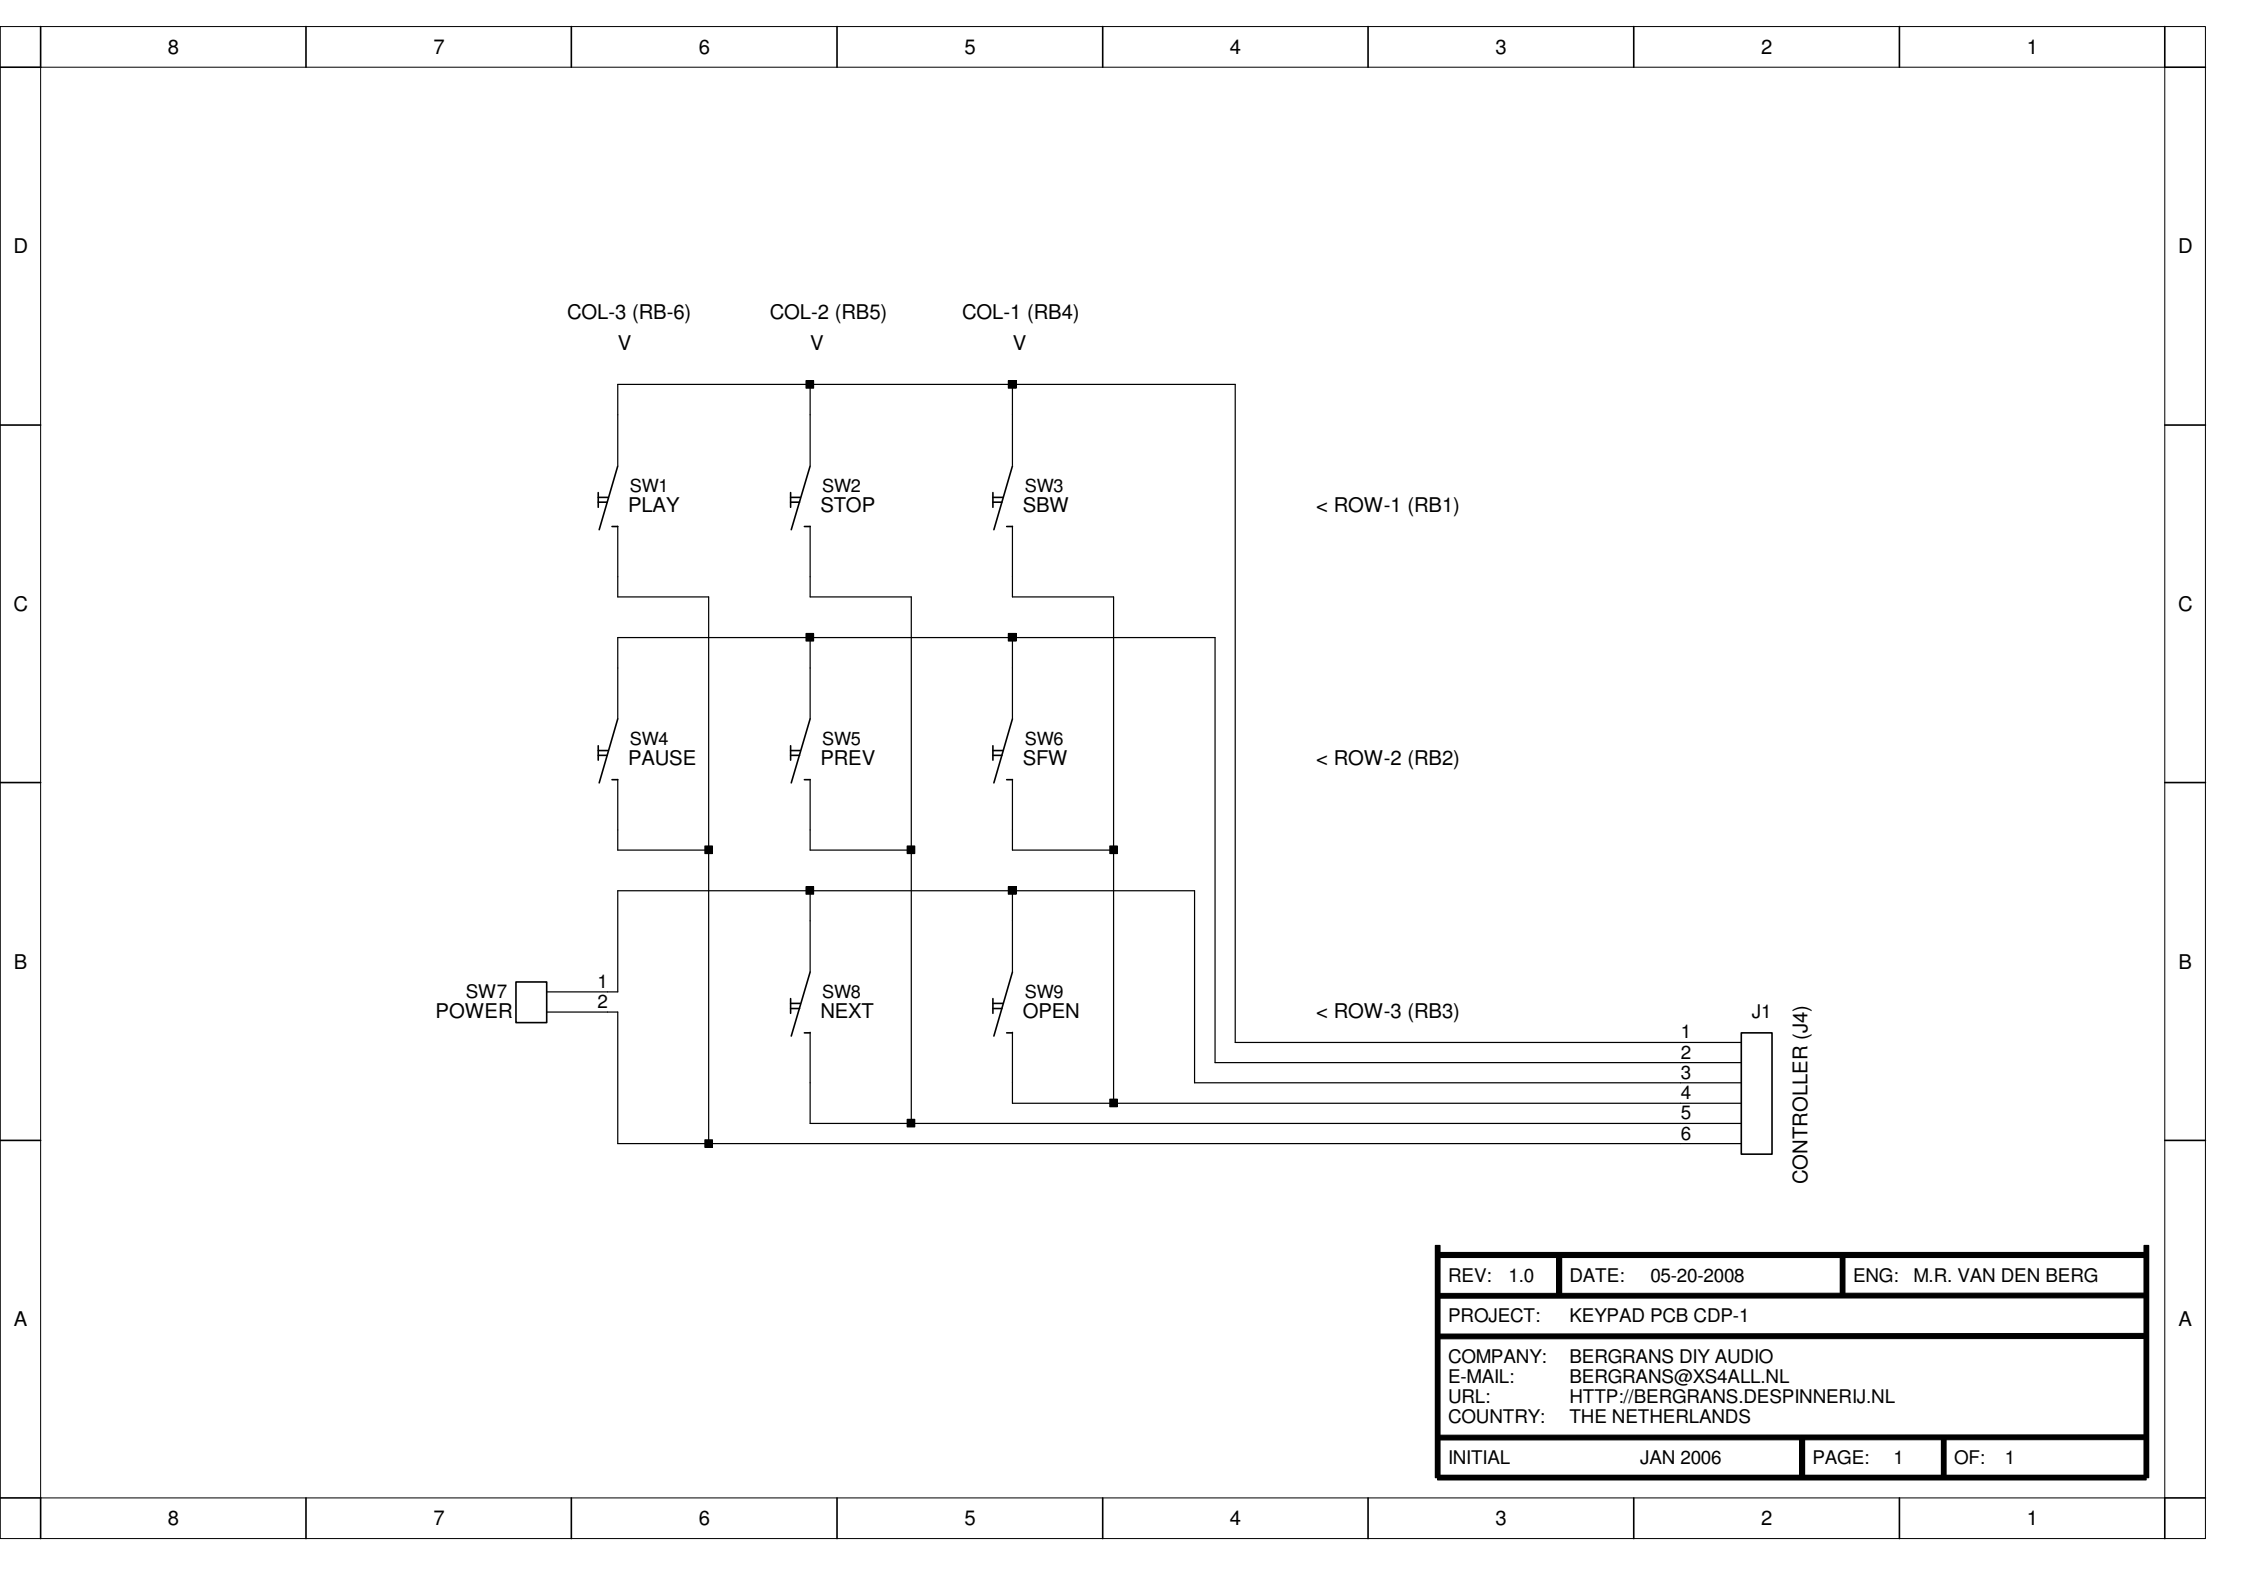 8 7 6 5 4 3 2 1
D D
COL-3 (RB-6) COL-2 (RB5) COL-1 (RB4)
V V V
SW1 SW2 SW3
PLAY STOP SBW < ROW-1 (RB1)
C C
SW4 SW5 SW6
PAUSE PREV SFW < ROW-2 (RB2)
B B
SW7 1 SW8 SW9
POWER 2 NEXT OPEN < ROW-3 (RB3) J1
CONTROLLER (J4)
1
2
3
4
5
6
REV: 1.0 DATE: 05-20-2008 ENG: M.R. VAN DEN BERG
PROJECT: KEYPAD PCB CDP-1
A A
COMPANY: BERGRANS DIY AUDIO
E-MAIL: BERGRANS@XS4ALL.NL
URL: HTTP://BERGRANS.DESPINNERIJ.NL
COUNTRY: THE NETHERLANDS
INITIAL JAN 2006 PAGE: 1 OF: 1
8 7 6 5 4 3 2 1